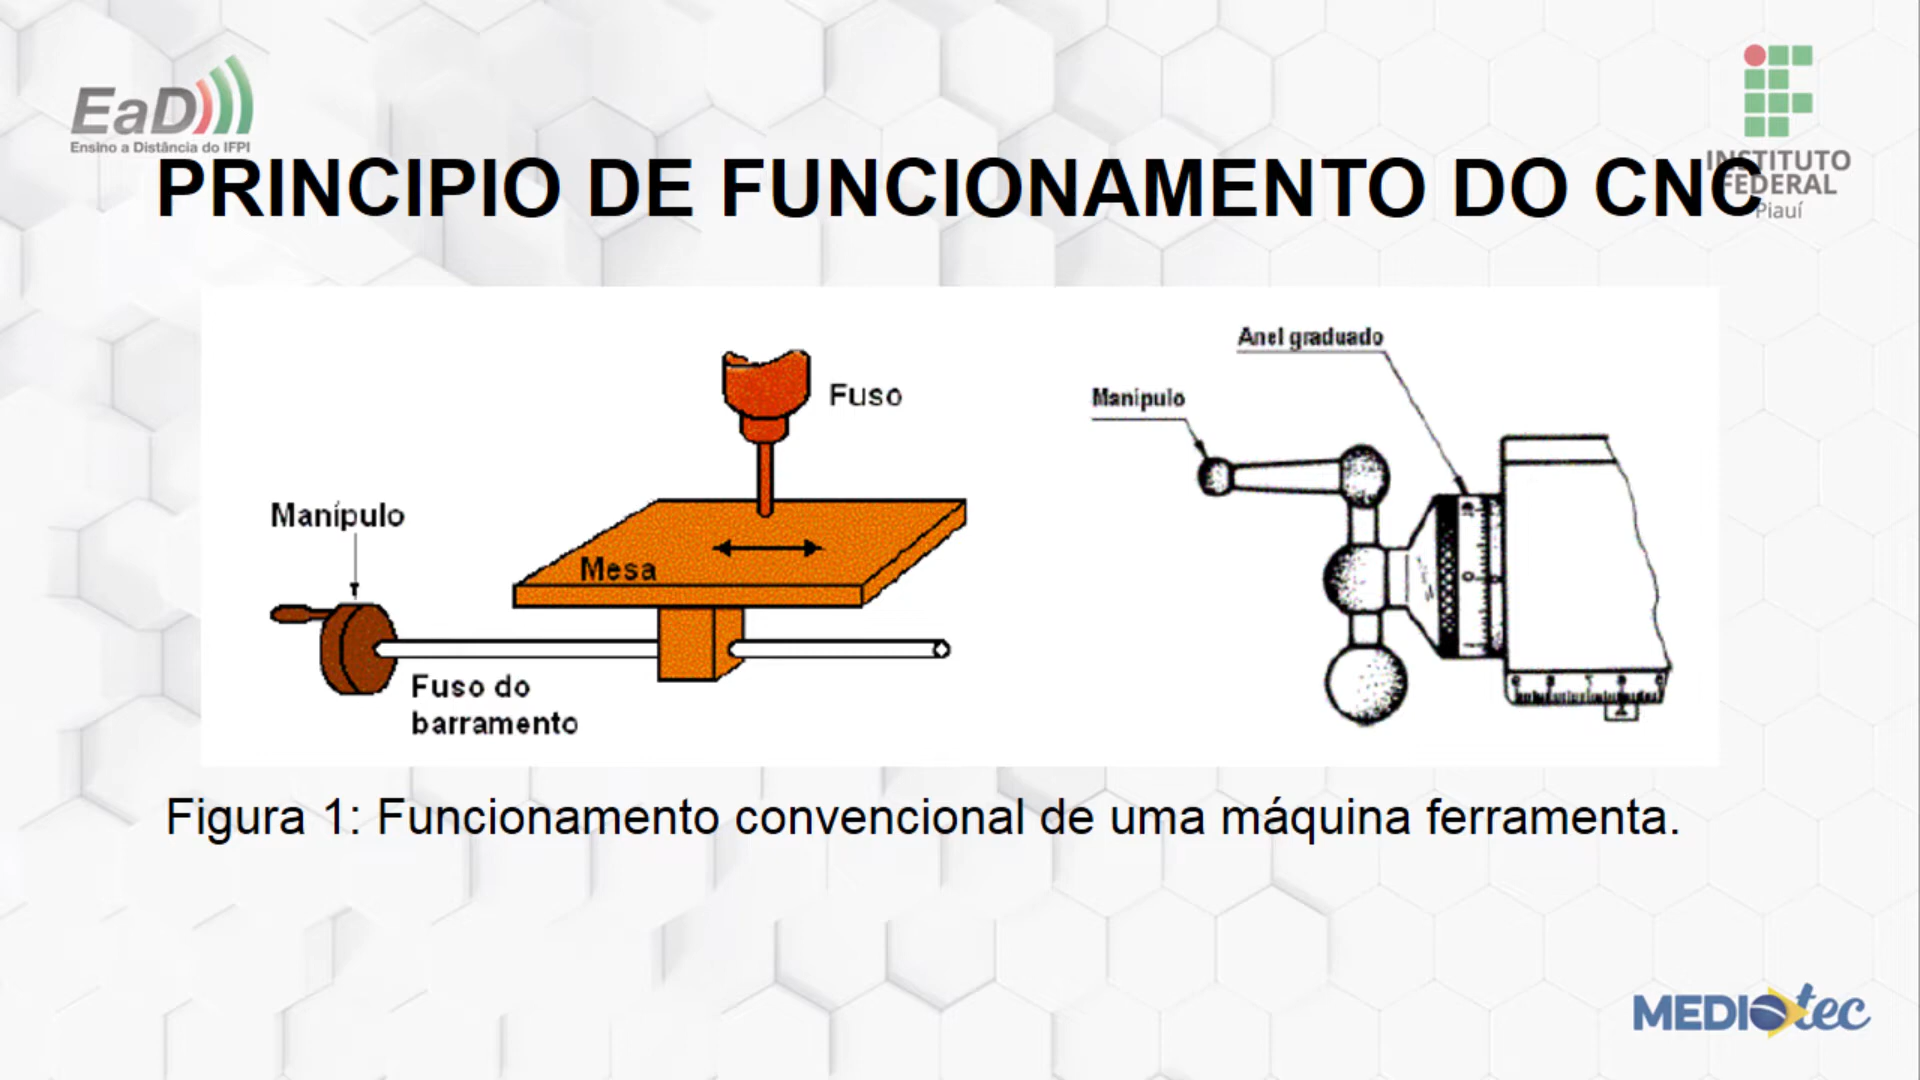 EaD
Ensino a Distância do IFPI
INSTITUTO
FEDERAL
Piauí
PRINCIPIO DE FUNCIONAMENTO DO CNC
Fuso
Manípulo
Mesa
Fuso do
barramento
Anel graduado
Manipulo
Figura 1: Funcionamento convencional de uma máquina ferramenta.
MEDIOtec